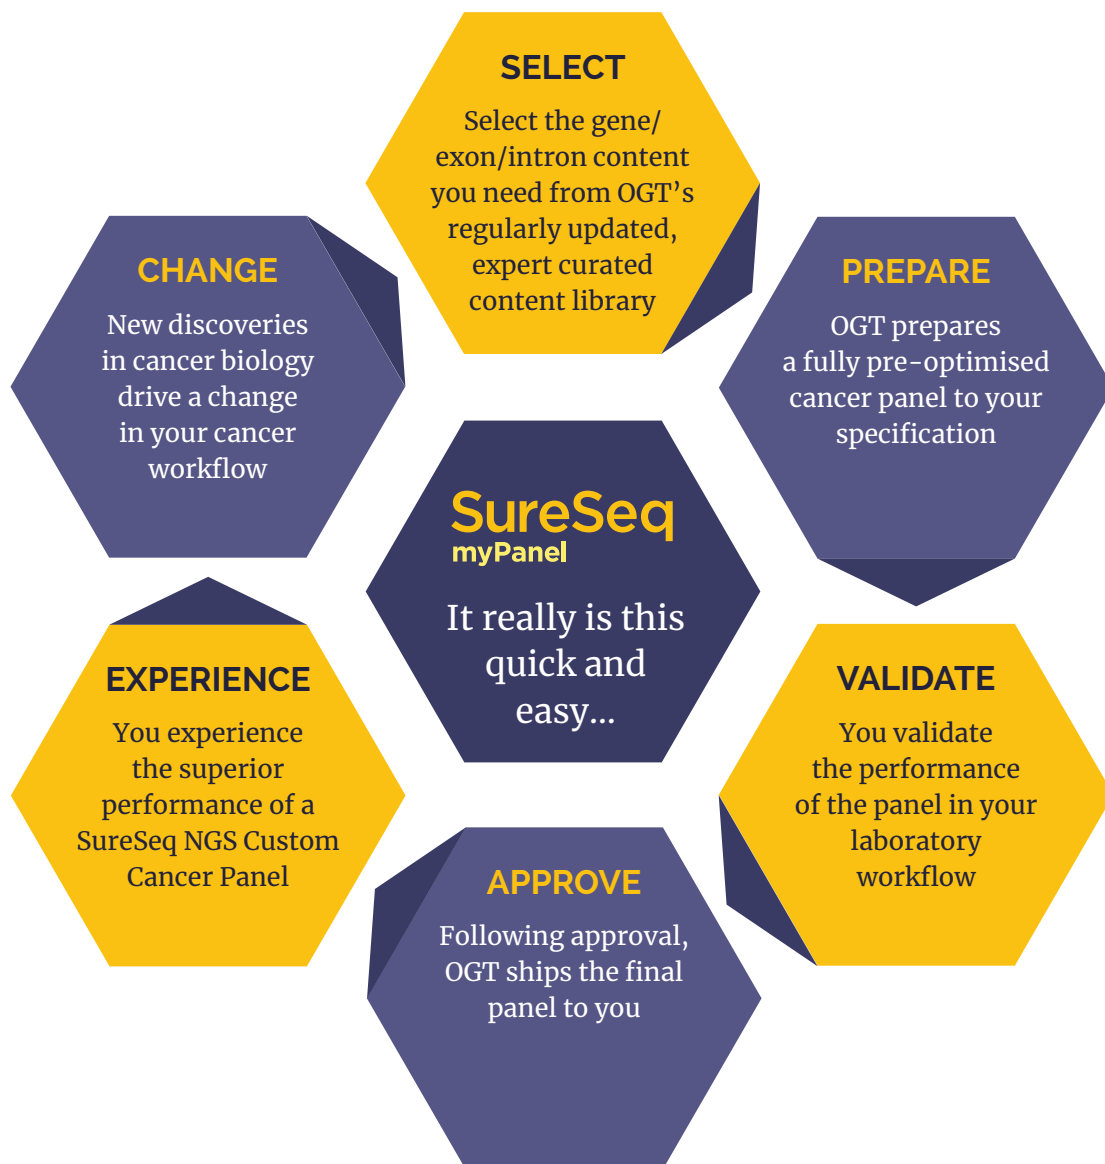 SELECT
Select the gene/
exon/intron content
you need from OGT’s
regularly updated,
expert curated
content library
PREPARE
OGT prepares
a fully pre-optimised
cancer panel to your
specification
VALIDATE
You validate
the performance
of the panel in your
laboratory
workflow
APPROVE
Following approval,
OGT ships the final
panel to you
EXPERIENCE
You experience
the superior
performance of a
SureSeq NGS Custom
Cancer Panel
CHANGE
New discoveries
in cancer biology
drive a change
in your cancer
workflow
SureSeq
myPanel
It really is this
quick and
easy...